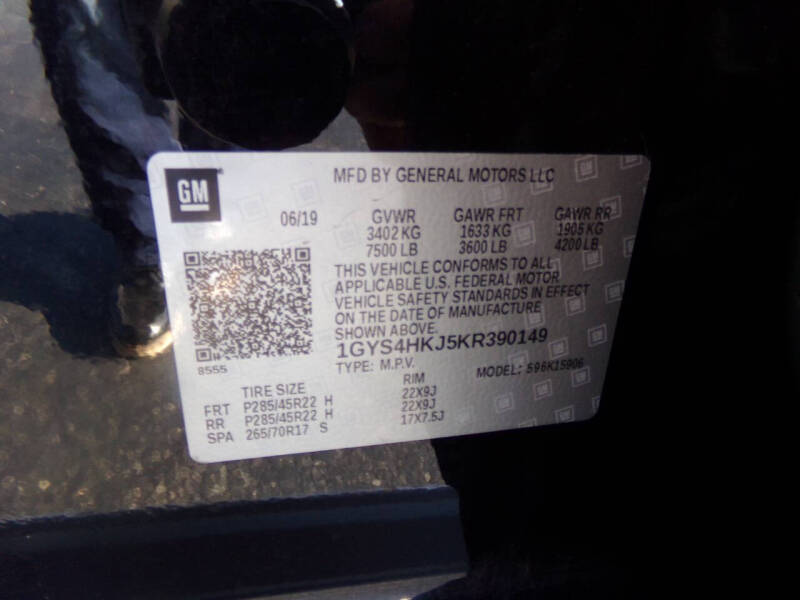 GM
MFD BY GENERAL MOTORS LLC
06/19 GVWR GAWR FRT GAWR RR
3402 KG 1633 KG 1905 KG
7500 LB 3600 LB 4200 LB
THIS VEHICLE CONFORMS TO ALL
APPLICABLE U.S. FEDERAL MOTOR
VEHICLE SAFETY STANDARDS IN EFFECT
ON THE DATE OF MANUFACTURE
SHOWN ABOVE.
1GYS4HKJ5KR390149
8555
TYPE: M.P.V. MODEL: S96K15906
TIRE SIZE RIM
FRT P285/45R22 H 22X9J
RR P285/45R22 H 22X9J
SPA 265/70R17 S 17X7.5J